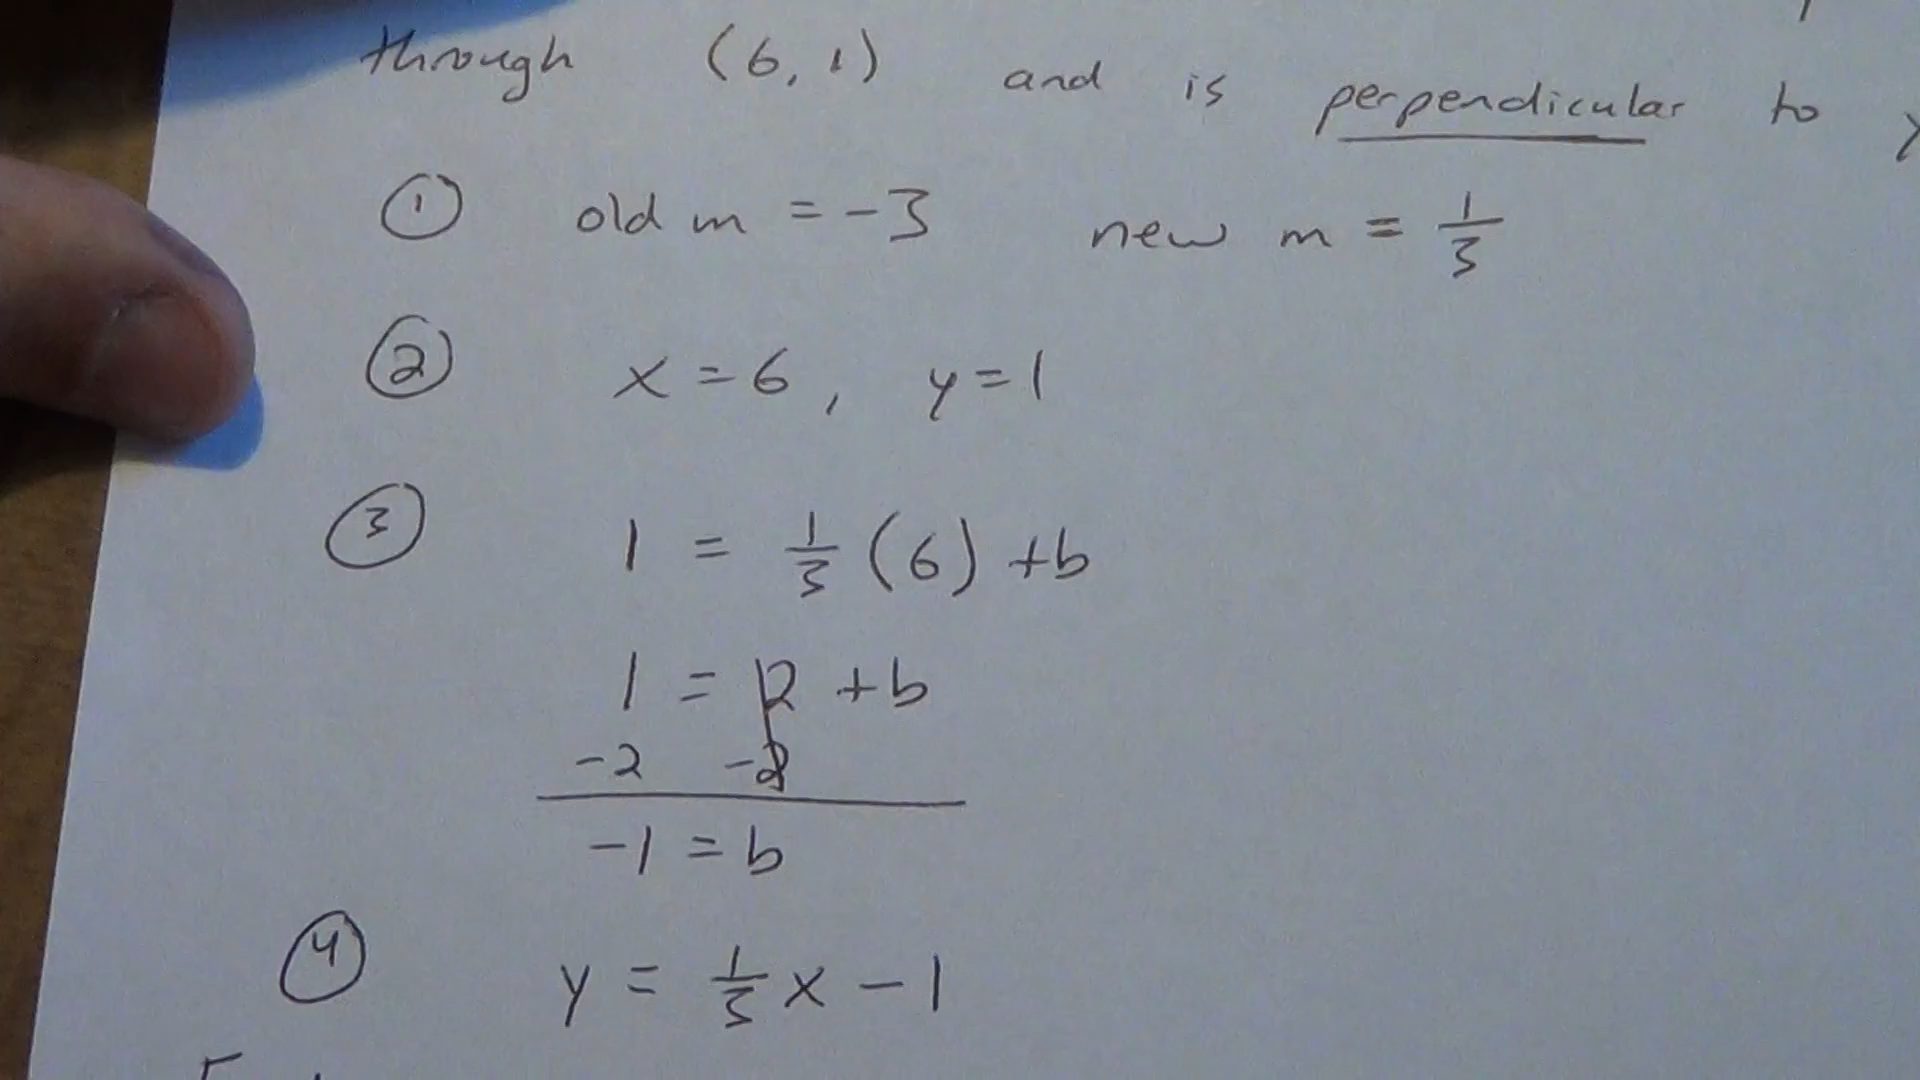 through (6, 1) and is perpendicular to y
① old m = -3 new m = 1/3
② x = 6, y = 1
③ 1 = 1/3 (6) + b
1 = 2 + b
-2 -2
-1 = b
④ y = 1/3 x - 1